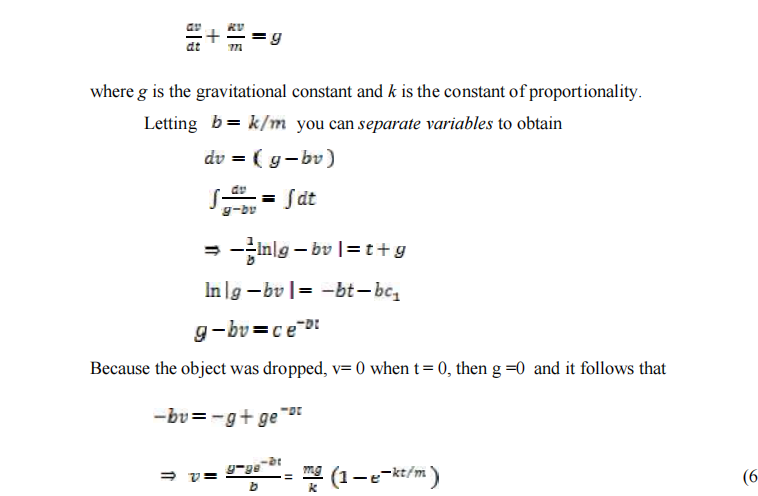 dv/dt + kv/m = g
where g is the gravitational constant and k is the constant of proportionality.
Letting b = k/m you can separate variables to obtain
dv = ( g−bv)
∫ dv/g−bv = ∫ dt
⇒ −1/b ln|g − bv | = t + g
ln |g −bv | = −bt − bc₁
g−bv = c e^−bt
Because the object was dropped, v= 0 when t = 0, then g =0 and it follows that
−bv = −g + ge^−bt
⇒ v = g−ge^−bt/b = mg/k (1−e^−kt/m )
(6